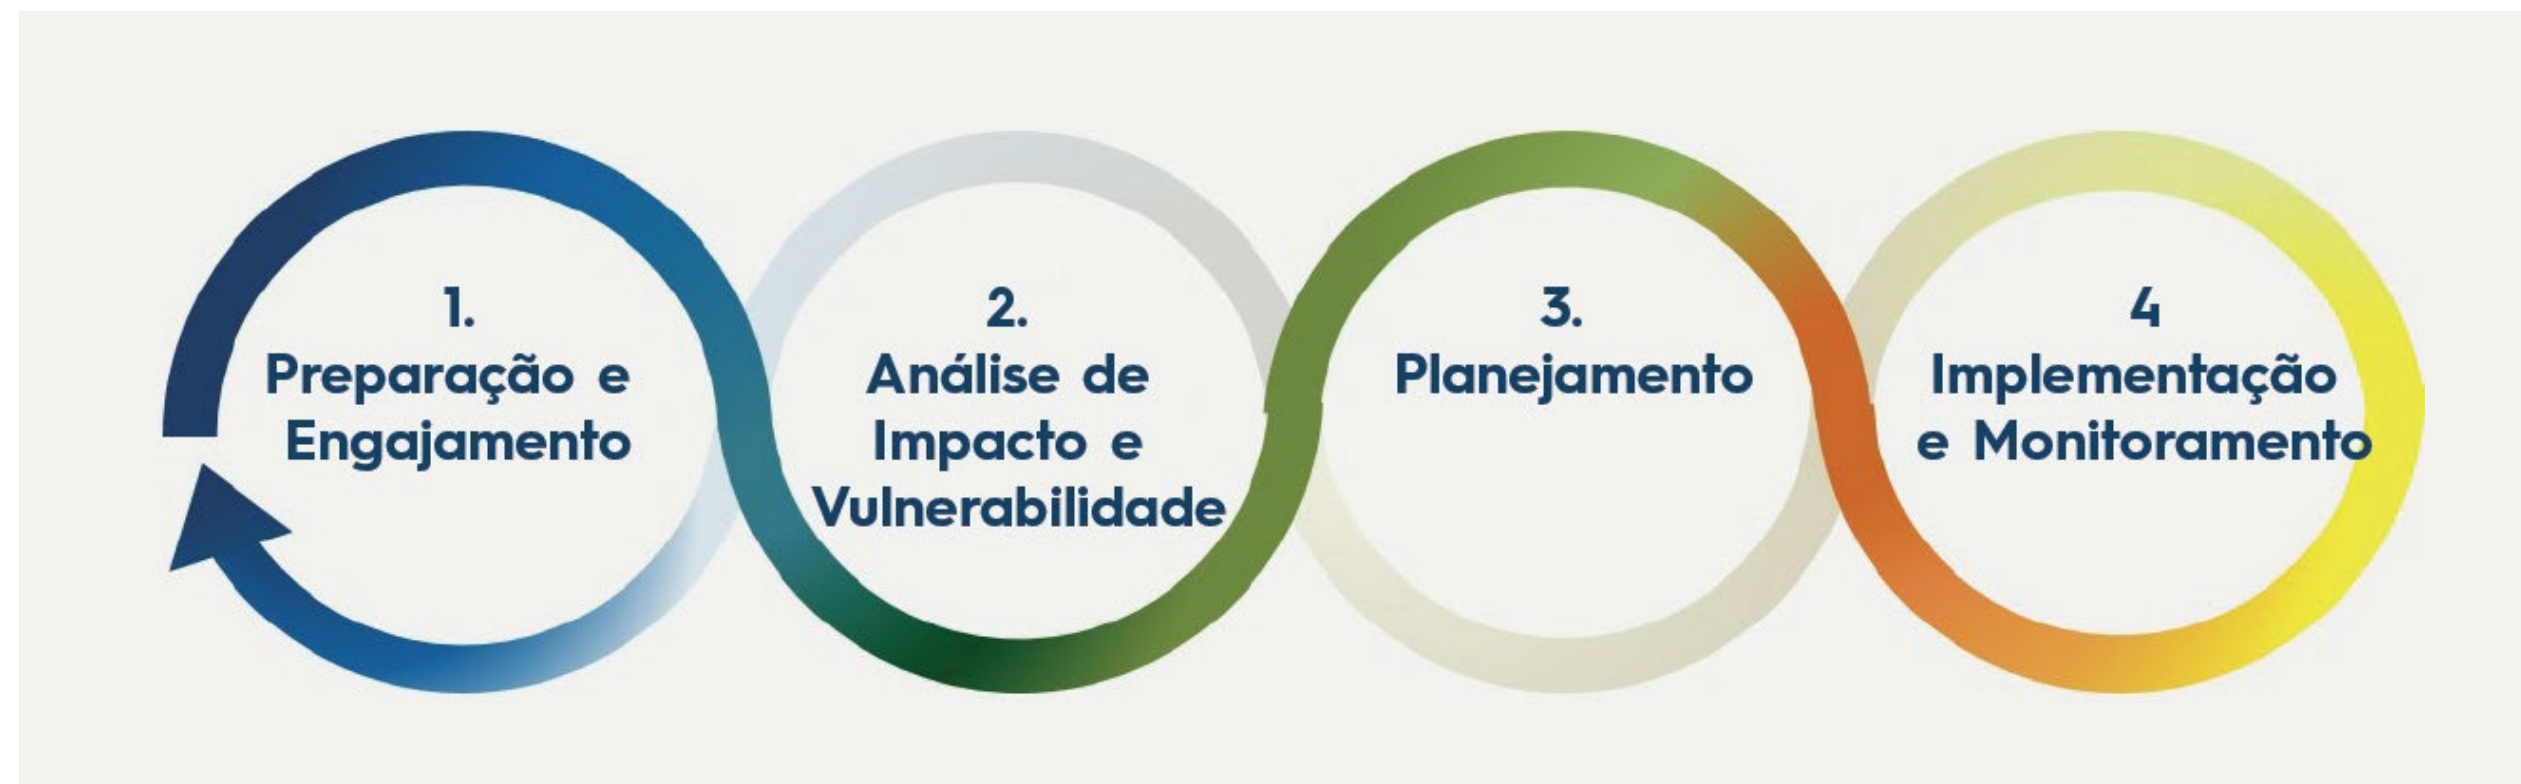 1.
Preparação e
Engajamento
2.
Análise de
Impacto e
Vulnerabilidade
3.
Planejamento
4
Implementação
e Monitoramento